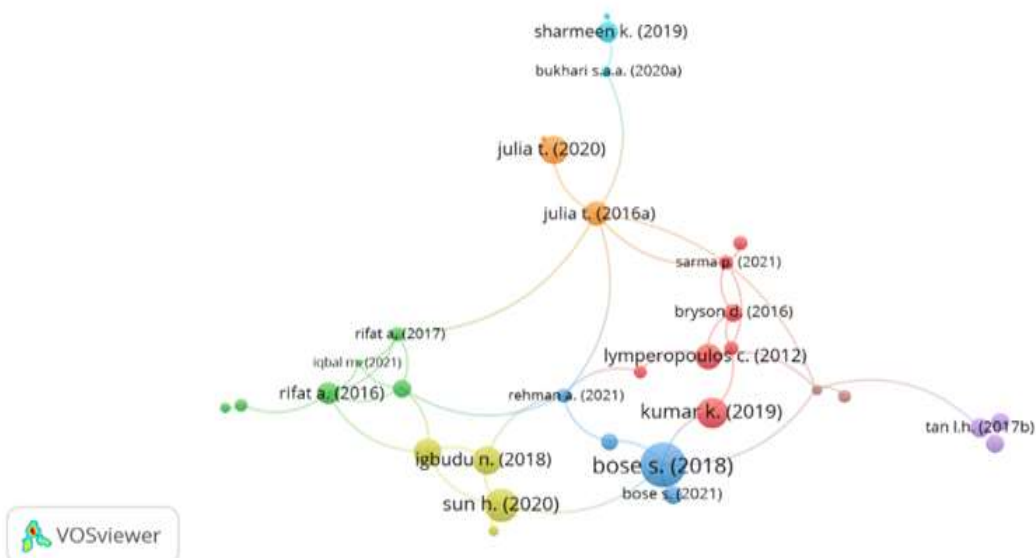 sharmeen k. (2019)
bukhari s.a.a. (2020a)
julia t. (2020)
julia t. (2016a)
sarma p. (2021)
bryson d. (2016)
rifat a. (2017)
lymperopoulos c. (2012)
iqbal m. (2021)
rifat a. (2016)
rehman a. (2021)
kumar k. (2019)
tan l.h. (2017b)
igbudu n. (2018)
bose s. (2018)
bose s. (2021)
sun h. (2020)
VOSviewer